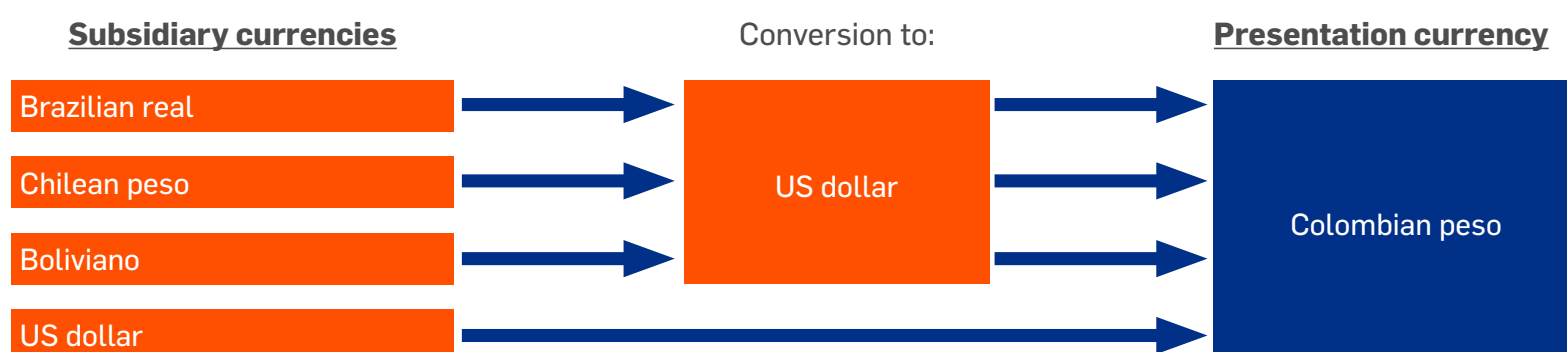 Subsidiary currencies
Conversion to:
Presentation currency
Brazilian real
Chilean peso
Boliviano
US dollar
US dollar
Colombian peso